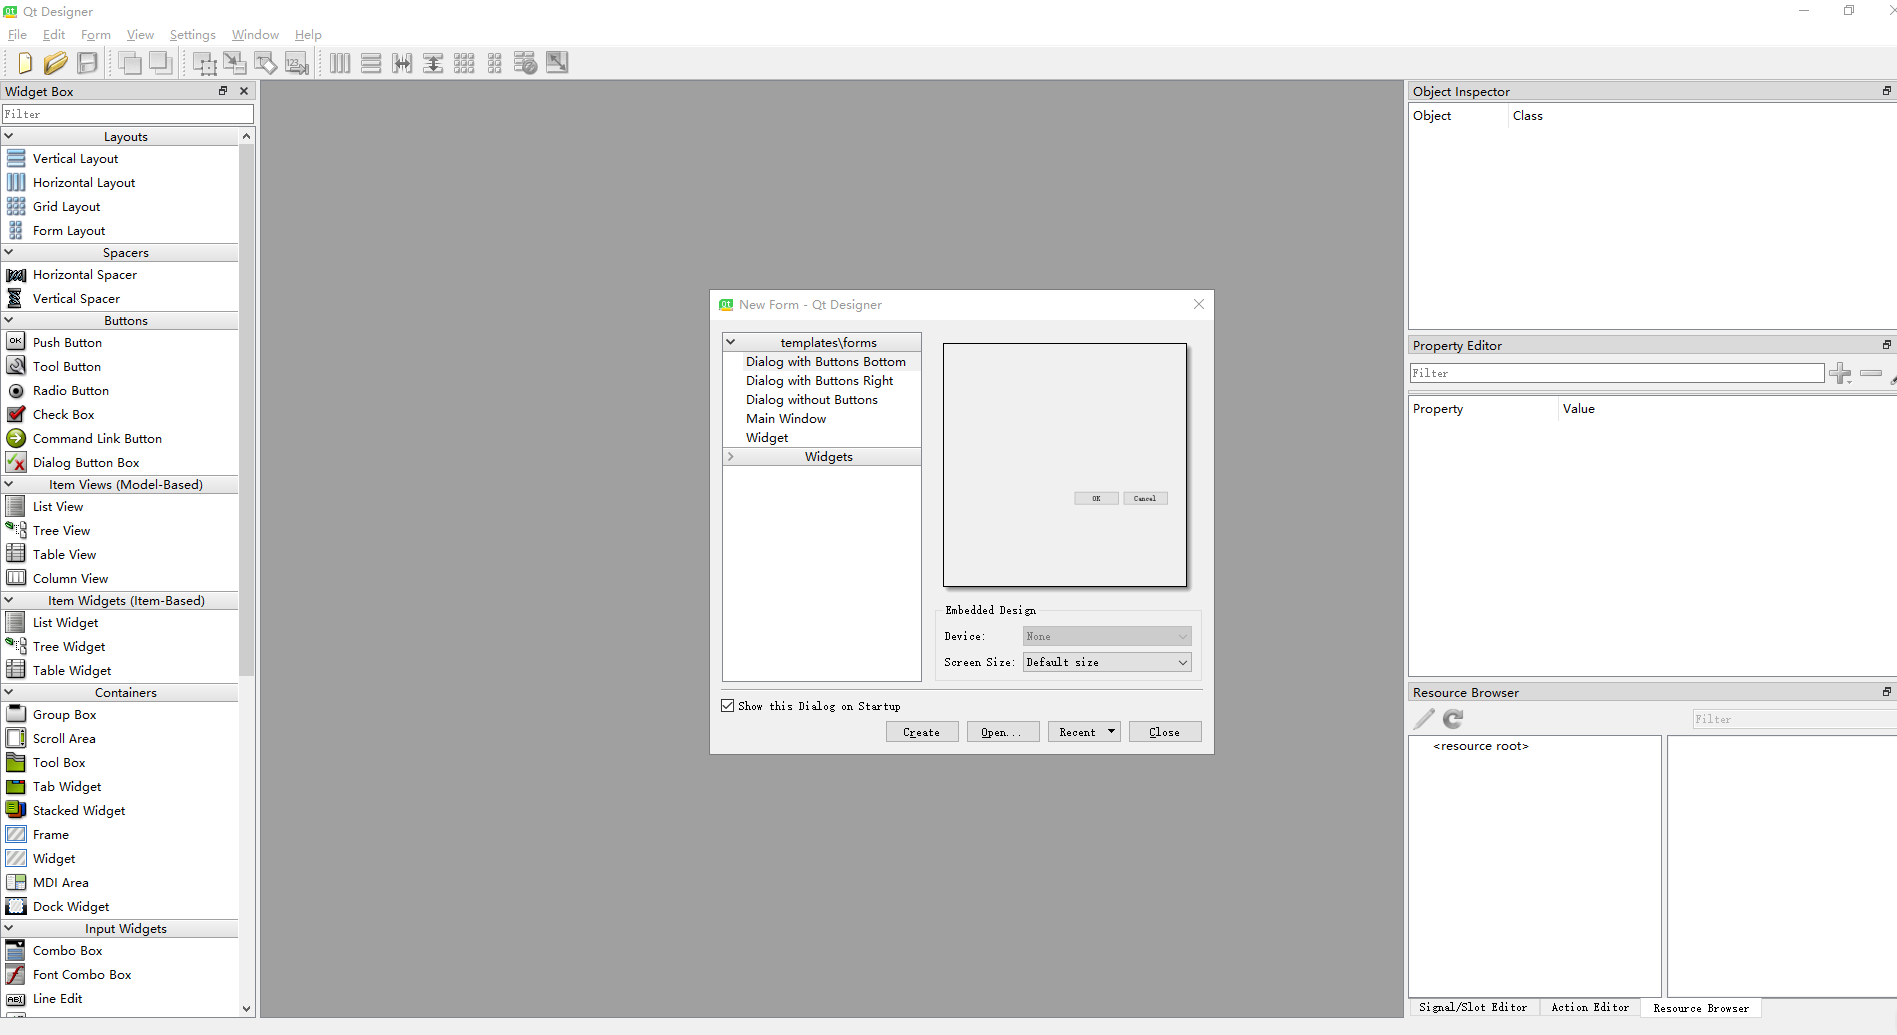 Qt Designer
File Edit Form View Settings Window Help
Widget Box
Filter
Layouts
Vertical Layout
Horizontal Layout
Grid Layout
Form Layout
Spacers
Horizontal Spacer
Vertical Spacer
Buttons
Push Button
Tool Button
Radio Button
Check Box
Command Link Button
Dialog Button Box
Item Views (Model-Based)
List View
Tree View
Table View
Column View
Item Widgets (Item-Based)
List Widget
Tree Widget
Table Widget
Containers
Group Box
Scroll Area
Tool Box
Tab Widget
Stacked Widget
Frame
Widget
MDI Area
Dock Widget
Input Widgets
Combo Box
Font Combo Box
Line Edit
New Form - Qt Designer
templates\forms
Dialog with Buttons Bottom
Dialog with Buttons Right
Dialog without Buttons
Main Window
Widget
Widgets
OK Cancel
Embedded Design
Device: None
Screen Size: Default size
Show this Dialog on Startup
Create Open... Recent Close
Object Inspector
Object Class
Property Editor
Filter
Property Value
Resource Browser
Filter
<resource root>
Signal/Slot Editor Action Editor Resource Browser